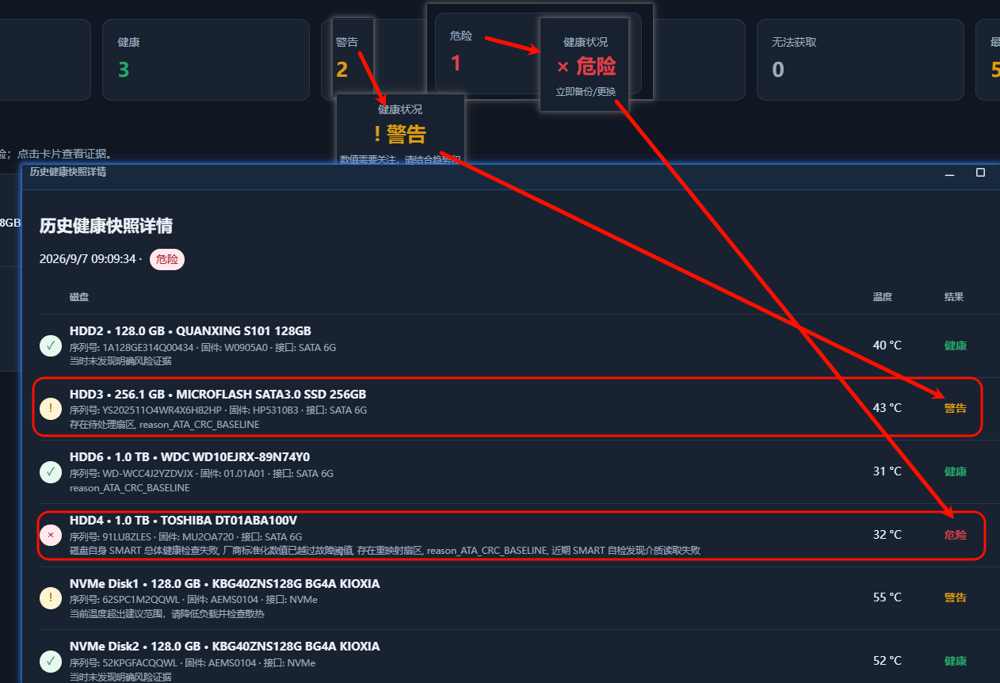 健康
3
警告
2
危险
1
健康状况
× 危险
立即备份/更换
无法获取
0
最
5
健康状况
! 警告
数值需要关注，请结合趋势和
险；点击卡片查看证据。
历史健康快照详情
8GB
历史健康快照详情
2026/9/7 09:09:34 · 危险
磁盘 温度 结果
HDD2 • 128.0 GB • QUANXING S101 128GB
序列号: 1A128GE314Q00434 · 固件: W0905A0 · 接口: SATA 6G
当时未发现明确风险证据
40 °C 健康
HDD3 • 256.1 GB • MICROFLASH SATA3.0 SSD 256GB
序列号: YS202511O4WR4X6H82HP · 固件: HP5310B3 · 接口: SATA 6G
存在待处理扇区, reason_ATA_CRC_BASELINE
43 °C 警告
HDD6 • 1.0 TB • WDC WD10EJRX-89N74Y0
序列号: WD-WCC4J2YZDVJX · 固件: 01.01A01 · 接口: SATA 6G
reason_ATA_CRC_BASELINE
31 °C 健康
HDD4 • 1.0 TB • TOSHIBA DT01ABA100V
序列号: 91LU8ZLES · 固件: MU2OA720 · 接口: SATA 6G
磁盘自身 SMART 总体健康检查失败, 厂商标准化数值已越过故障阈值, 存在重映射扇区, reason_ATA_CRC_BASELINE, 近期 SMART 自检发现介质读取失败
32 °C 危险
NVMe Disk1 • 128.0 GB • KBG40ZNS128G BG4A KIOXIA
序列号: 62SPC1M2QQWL · 固件: AEMS0104 · 接口: NVMe
当前温度超出建议范围，请降低负载并检查散热
55 °C 警告
NVMe Disk2 • 128.0 GB • KBG40ZNS128G BG4A KIOXIA
序列号: 52KPGFACQQWL · 固件: AEMS0104 · 接口: NVMe
当时未发现明确风险证据
52 °C 健康